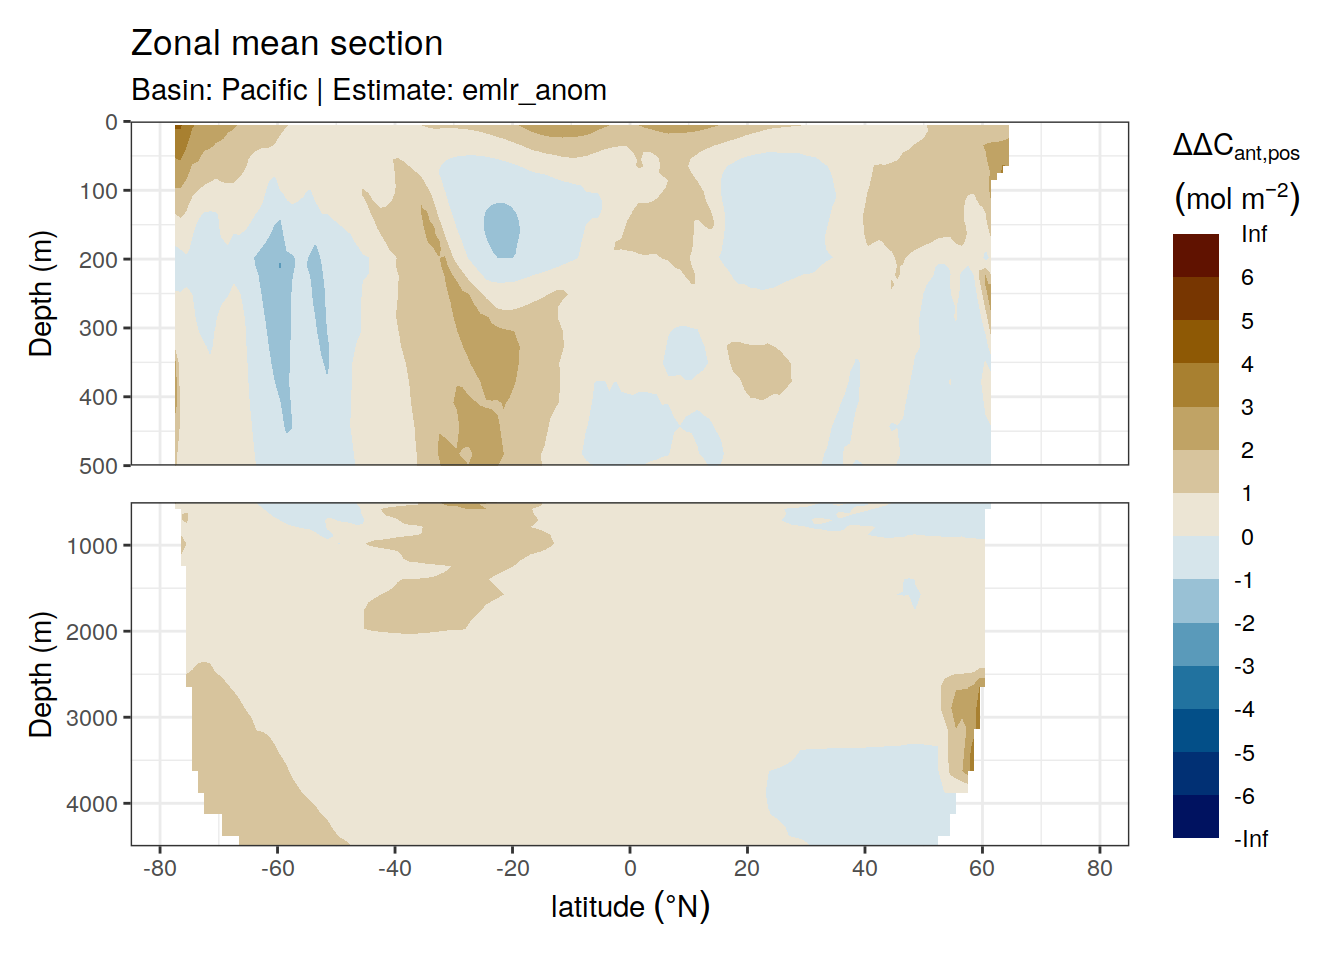 Zonal mean section
Basin: Pacific | Estimate: emlr_anom
0
100
200
300
400
500
Depth (m)
1000
2000
3000
4000
Depth (m)
-80 -60 -40 -20 0 20 40 60 80
latitude (°N)
ΔΔC_ant,pos
(mol m⁻²)
Inf
6
5
4
3
2
1
0
-1
-2
-3
-4
-5
-6
-Inf